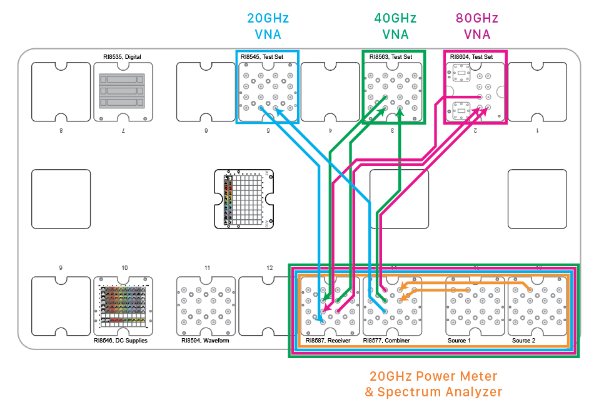 20GHz
VNA
40GHz
VNA
80GHz
VNA
RI8535, Digital
RI8545, Test Set
RI8563, Test Set
RI8604, Test Set
8 7 6 5 4 3 2 1
9 10 11 12
RI8546, DC Supplies
RI8594, Waveform
RI8587, Receiver
RI8577, Combiner
Source 1
Source 2
20GHz Power Meter
& Spectrum Analyzer